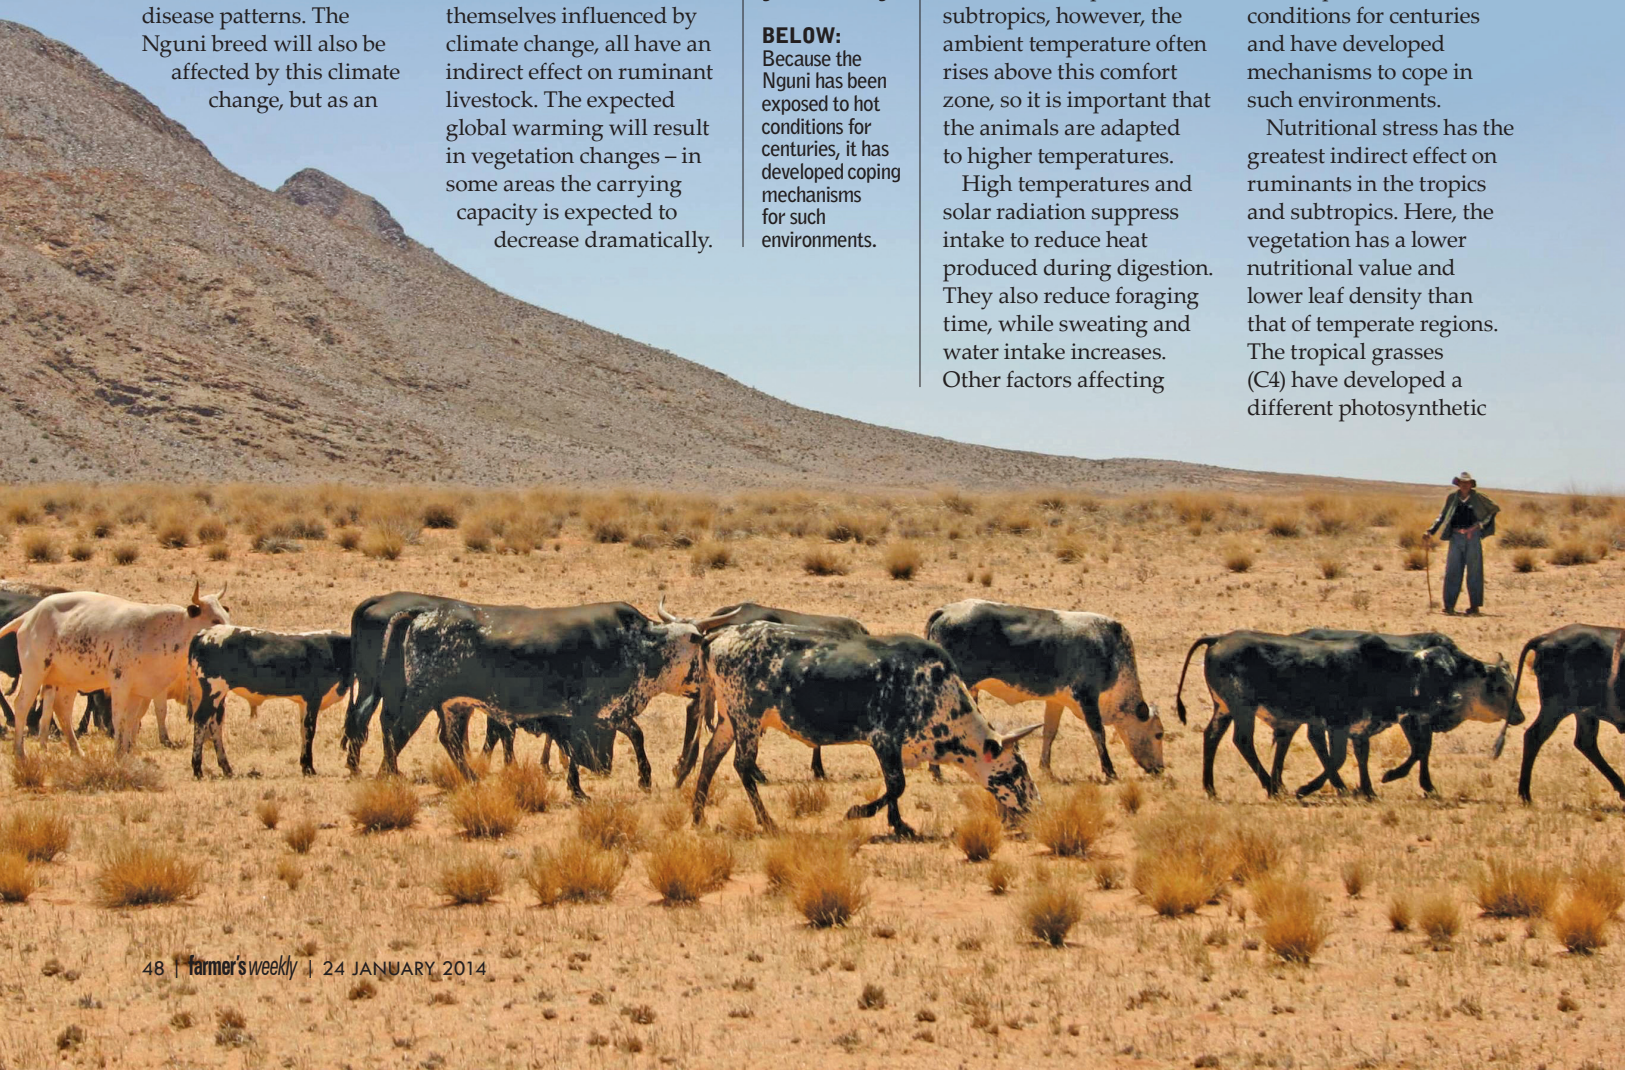 disease patterns. The
Nguni breed will also be
affected by this climate
change, but as an
themselves influenced by
climate change, all have an
indirect effect on ruminant
livestock. The expected
global warming will result
in vegetation changes – in
some areas the carrying
capacity is expected to
decrease dramatically.
BELOW:
Because the
Nguni has been
exposed to hot
conditions for
centuries, it has
developed coping
mechanisms
for such
environments.
subtropics, however, the
ambient temperature often
rises above this comfort
zone, so it is important that
the animals are adapted
to higher temperatures.
High temperatures and
solar radiation suppress
intake to reduce heat
produced during digestion.
They also reduce foraging
time, while sweating and
water intake increases.
Other factors affecting
conditions for centuries
and have developed
mechanisms to cope in
such environments.
Nutritional stress has the
greatest indirect effect on
ruminants in the tropics
and subtropics. Here, the
vegetation has a lower
nutritional value and
lower leaf density than
that of temperate regions.
The tropical grasses
(C4) have developed a
different photosynthetic
48 | farmer's weekly | 24 JANUARY 2014